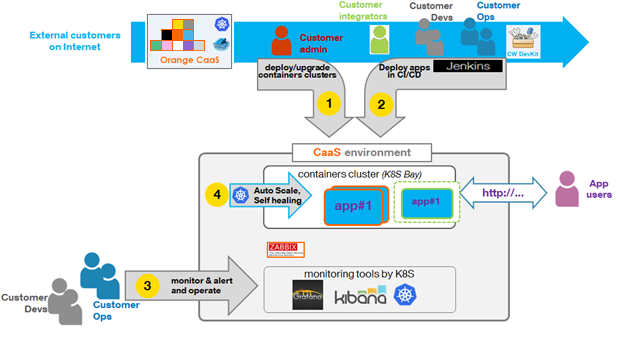 External customers
on Internet
Orange CaaS
Customer
admin
Customer
integrators
Customer
Devs
Customer
Ops
CW DevKit
deploy/upgrade
containers clusters
Deploy apps
in CI/CD
Jenkins
1
2
CaaS environment
containers cluster (K8S Bay)
4
Auto Scale,
Self healing
app#1
app#1
http://...
App
users
ZABBIX
monitoring tools by K8S
Grafana
kibana
3
monitor & alert
and operate
Customer
Devs
Customer
Ops